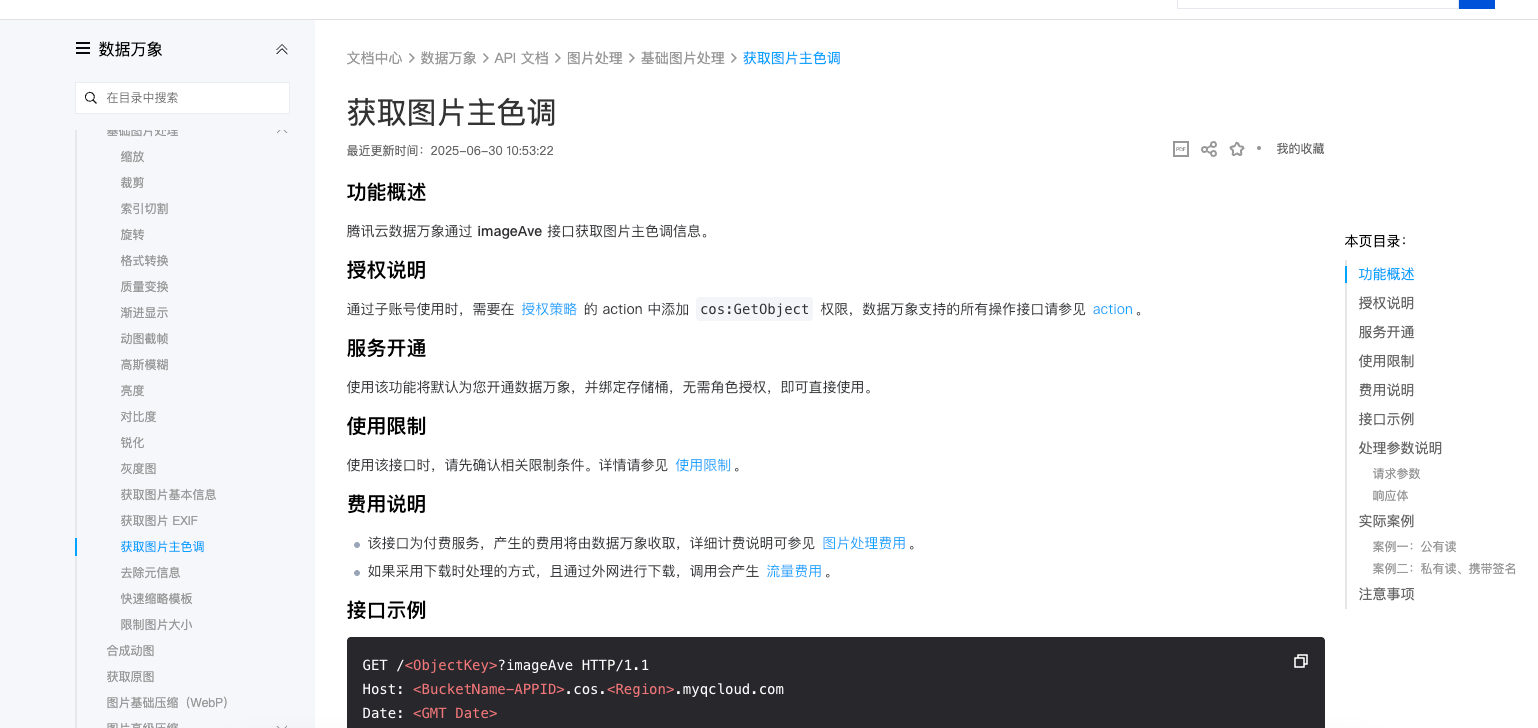 数据万象
在目录中搜索
基础图片处理
缩放
裁剪
索引切割
旋转
格式转换
质量变换
渐进显示
动图截帧
高斯模糊
亮度
对比度
锐化
灰度图
获取图片基本信息
获取图片 EXIF
获取图片主色调
去除元信息
快速缩略模板
限制图片大小
合成动图
获取原图
图片基础压缩（WebP）
图片高级压缩
文档中心 > 数据万象 > API 文档 > 图片处理 > 基础图片处理 > 获取图片主色调
获取图片主色调
最近更新时间：2025-06-30 10:53:22
PDF
我的收藏
功能概述
腾讯云数据万象通过 imageAve 接口获取图片主色调信息。
授权说明
通过子账号使用时，需要在 授权策略 的 action 中添加 cos:GetObject 权限，数据万象支持的所有操作接口请参见 action。
服务开通
使用该功能将默认为您开通数据万象，并绑定存储桶，无需角色授权，即可直接使用。
使用限制
使用该接口时，请先确认相关限制条件。详情请参见 使用限制。
费用说明
该接口为付费服务，产生的费用将由数据万象收取，详细计费说明可参见 图片处理费用。
如果采用下载时处理的方式，且通过外网进行下载，调用会产生 流量费用。
接口示例
GET /<ObjectKey>?imageAve HTTP/1.1
Host: <BucketName-APPID>.cos.<Region>.myqcloud.com
Date: <GMT Date>
本页目录：
功能概述
授权说明
服务开通
使用限制
费用说明
接口示例
处理参数说明
请求参数
响应体
实际案例
案例一：公有读
案例二：私有读、携带签名
注意事项